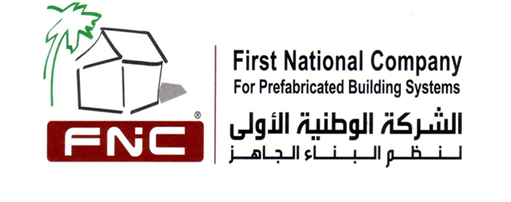 First National Company
For Prefabricated Building Systems
الشركة الوطنية الأولى
لنظم البناء الجاهز
FNC®